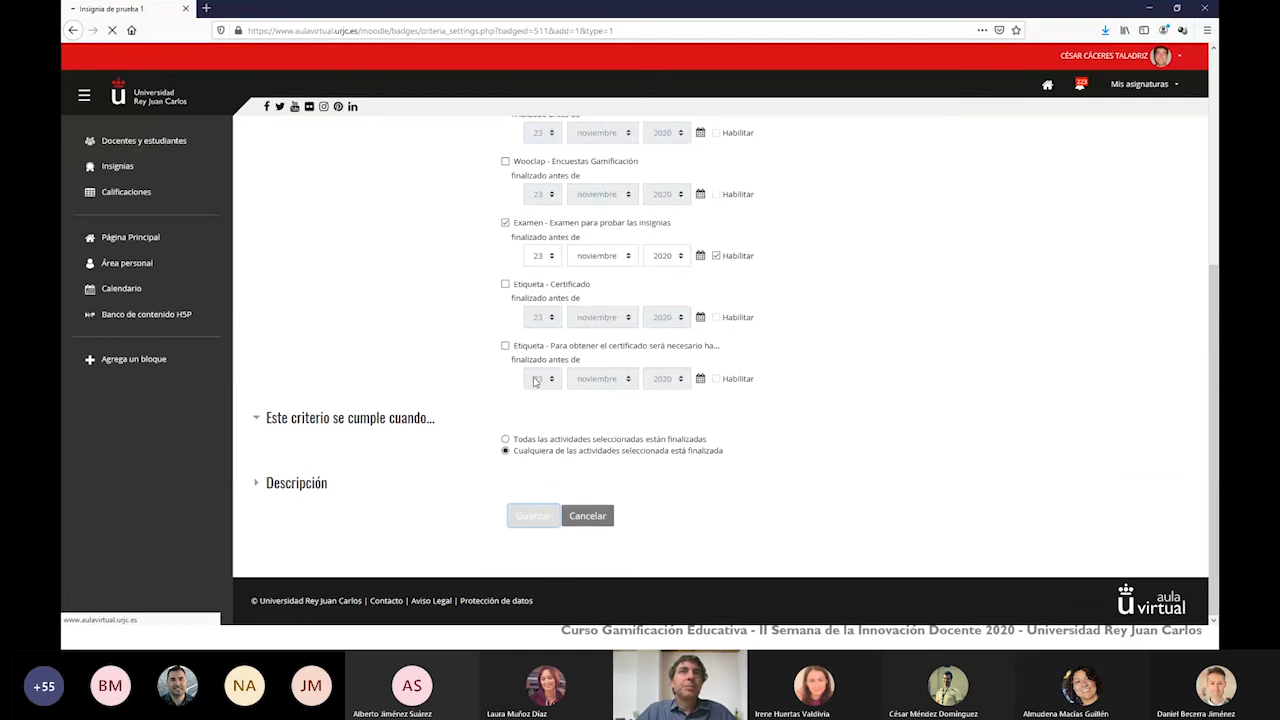 Insignia de prueba 1
https://www.aulavirtual.urjc.es/moodle/badges/criteria_settings.php?badgeid=511&add=1&type=1
CÉSAR CÁCERES TALADRIZ
Universidad
Rey Juan Carlos
223
Mis asignaturas
Docentes y estudiantes
Insignias
Calificaciones
Página Principal
Área personal
Calendario
H-P Banco de contenido H5P
Agrega un bloque
finalizado antes de
23 noviembre 2020 Habilitar
Wooclap - Encuestas Gamificación
finalizado antes de
23 noviembre 2020 Habilitar
Examen - Examen para probar las insignias
finalizado antes de
23 noviembre 2020 Habilitar
Etiqueta - Certificado
finalizado antes de
23 noviembre 2020 Habilitar
Etiqueta - Para obtener el certificado será necesario ha...
finalizado antes de
23 noviembre 2020 Habilitar
Este criterio se cumple cuando...
Todas las actividades seleccionadas están finalizadas
Cualquiera de las actividades seleccionada está finalizada
Descripción
Guardar Cancelar
© Universidad Rey Juan Carlos | Contacto | Aviso Legal | Protección de datos
aula
virtual
www.aulavirtual.urjc.es
Curso Gamificación Educativa - II Semana de la Innovación Docente 2020 - Universidad Rey Juan Carlos
+55 BM NA JM AS
Alberto Jiménez Suárez Laura Muñoz Díaz Irene Huertas Valdivia César Méndez Domínguez Almudena Macías Guillén Daniel Becerra Jiménez